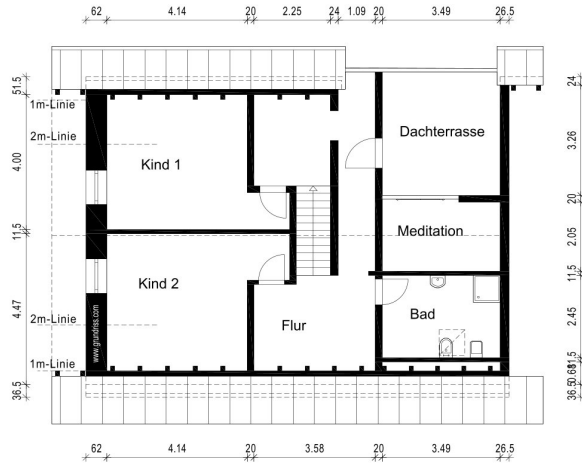 62 4.14 20 2.25 24 1.09 20 3.49 26.5
51.5
24
1m-Linie
2m-Linie
Dachterrasse
4.00
3.26
Kind 1
20
Meditation
2.05
11.5
11.5
Kind 2
Bad
2.45
4.47
www.grundriss.com
2m-Linie
Flur
1m-Linie
36.5
36.5
62 4.14 20 3.58 20 3.49 26.5